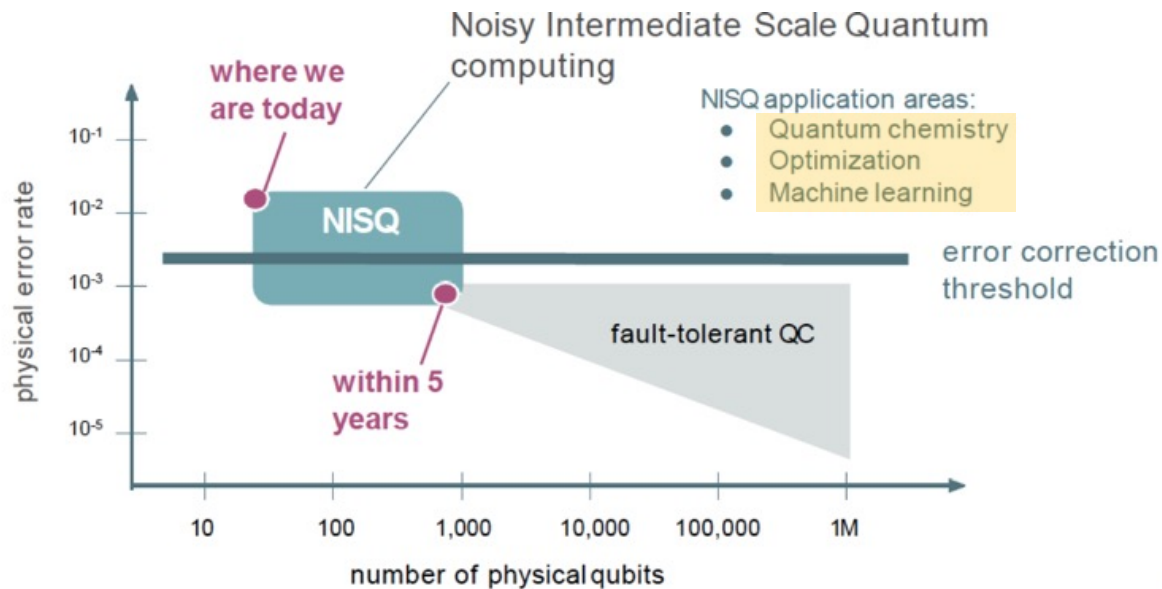 Noisy Intermediate Scale Quantum
computing
where we
are today
NISQ application areas:
• Quantum chemistry
• Optimization
• Machine learning
physical error rate
10⁻¹
10⁻²
10⁻³
10⁻⁴
10⁻⁵
NISQ
error correction
threshold
fault-tolerant QC
within 5
years
10
100
1,000
10,000
100,000
1M
number of physical qubits